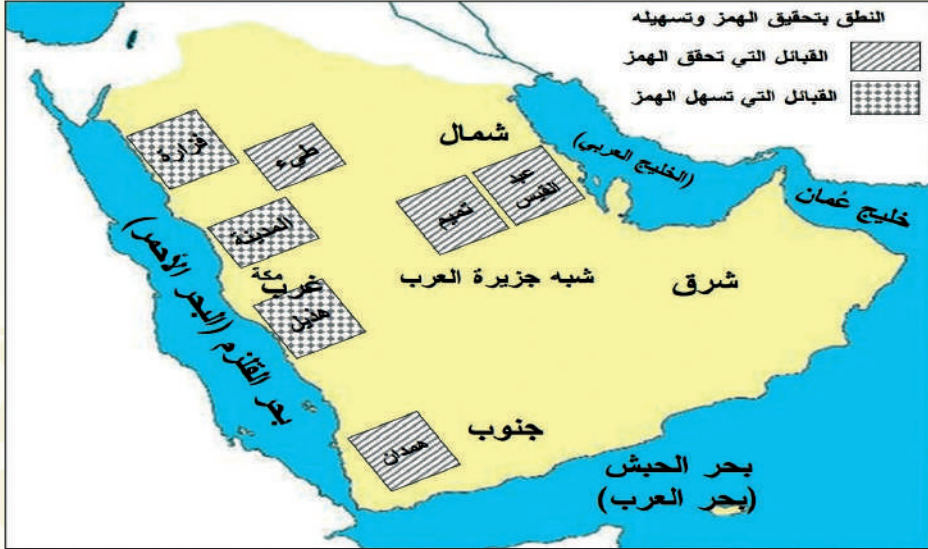 النطق بتحقيق الهمز وتسهيله
القبائل التي تحقق الهمز
القبائل التي تسهل الهمز
شمال
(الخليج العربي)
خليج عُمان
فزارة
طيء
عبد
القيس
تميم
المدينة
مكة
غرب
هذيل
شبه جزيرة العرب
شرق
بحر القلزم (البحر الأحمر)
جنوب
همدان
بحر الحبش
(بحر العرب)